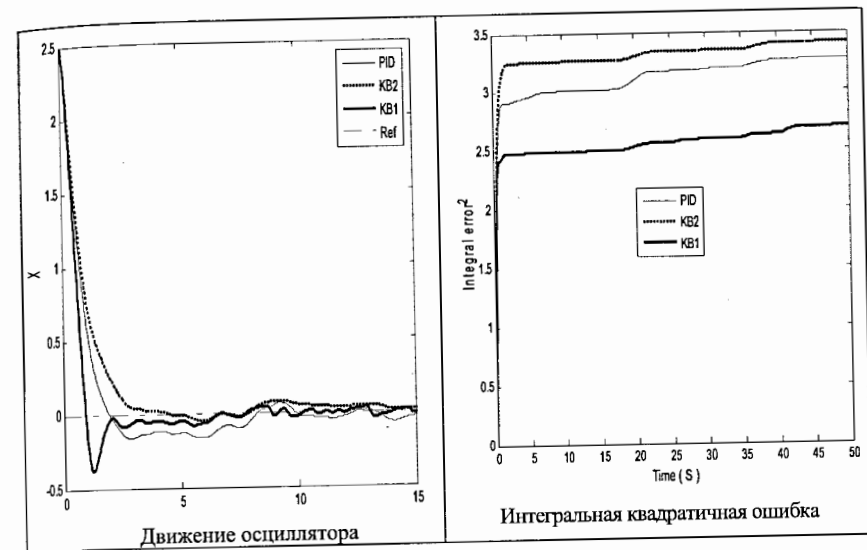 2.5
2
1.5
1
0.5
0
-0.5
X
0
5
10
15
PID
KB2
KB1
Ref
Движение осциллятора
3.5
3
2.5
2
1.5
1
0.5
0
Integral error²
0
5
10
15
20
25
30
35
40
45
50
Time ( S )
PID
KB2
KB1
Интегральная квадратичная ошибка